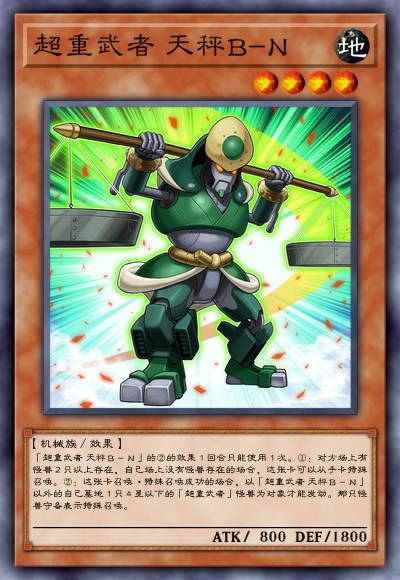 超重武者 天秤B-N
地
【机械族／效果】
「超重武者 天秤B-N」的②的效果1回合只能使用1次。①：对方场上有
怪兽2只以上存在，自己场上没有怪兽存在的场合，这张卡可以从手卡特殊
召唤。②：这张卡召唤·特殊召唤成功的场合，以「超重武者 天秤B-N」
以外的自己墓地1只4星以下的「超重武者」怪兽为对象才能发动。那只怪
兽守备表示特殊召唤。
ATK/ 800 DEF/1800